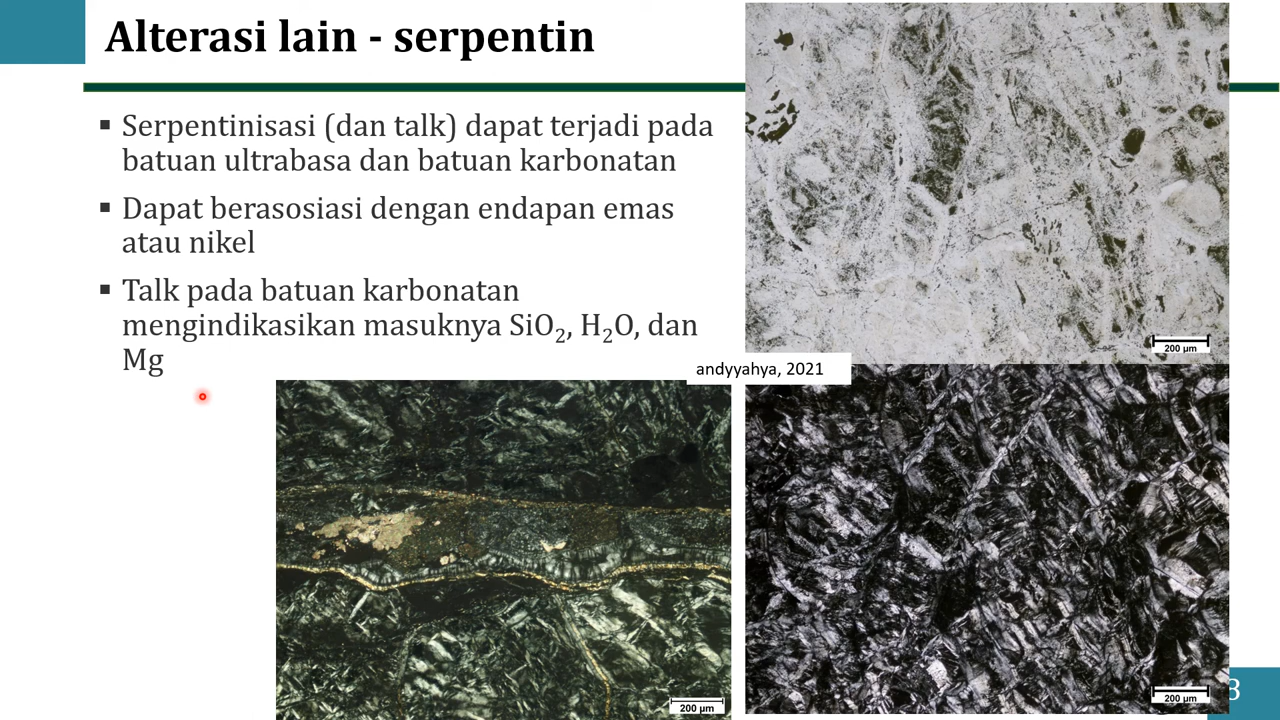 Alterasi lain - serpentin
▪ Serpentinisasi (dan talk) dapat terjadi pada
batuan ultrabasa dan batuan karbonatan
▪ Dapat berasosiasi dengan endapan emas
atau nikel
▪ Talk pada batuan karbonatan
mengindikasikan masuknya SiO₂, H₂O, dan
Mg
200 µm
andyyahya, 2021
200 µm
200 µm